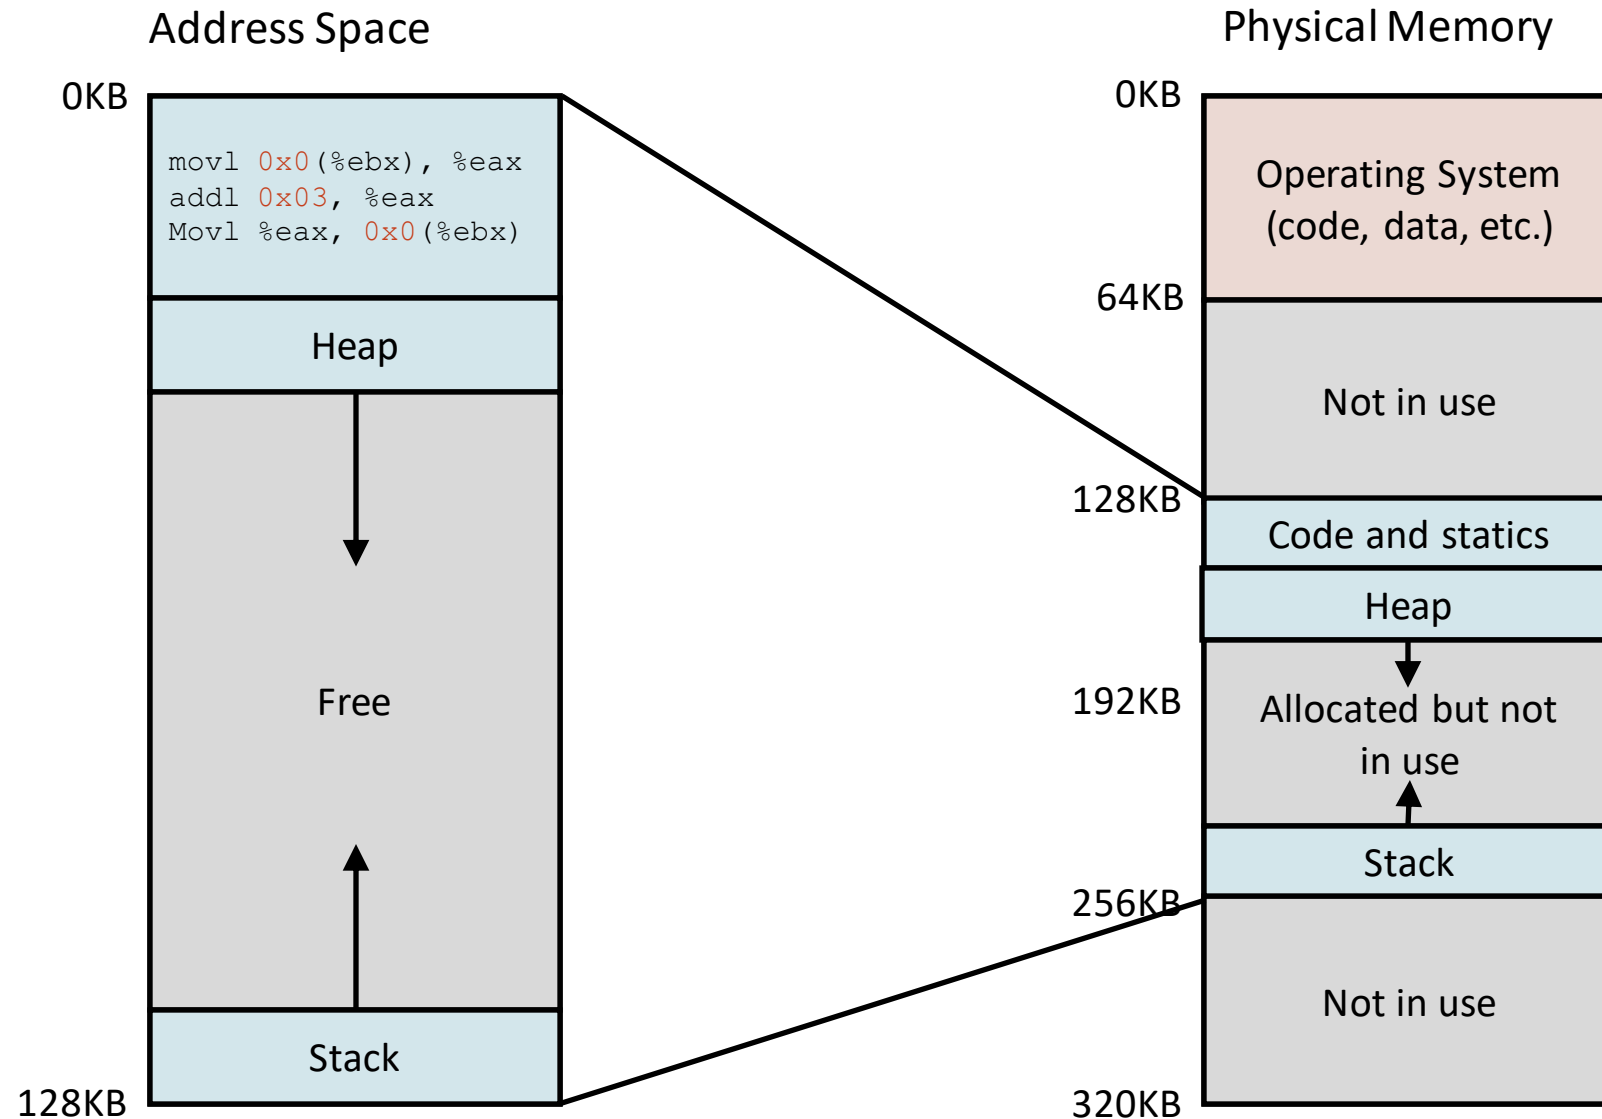 Address Space
0KB
movl 0x0(%ebx), %eax
addl 0x03, %eax
Movl %eax, 0x0(%ebx)
Heap
Free
Stack
128KB
Physical Memory
0KB
Operating System
(code, data, etc.)
64KB
Not in use
128KB
Code and statics
Heap
192KB
Allocated but not
in use
Stack
256KB
Not in use
320KB